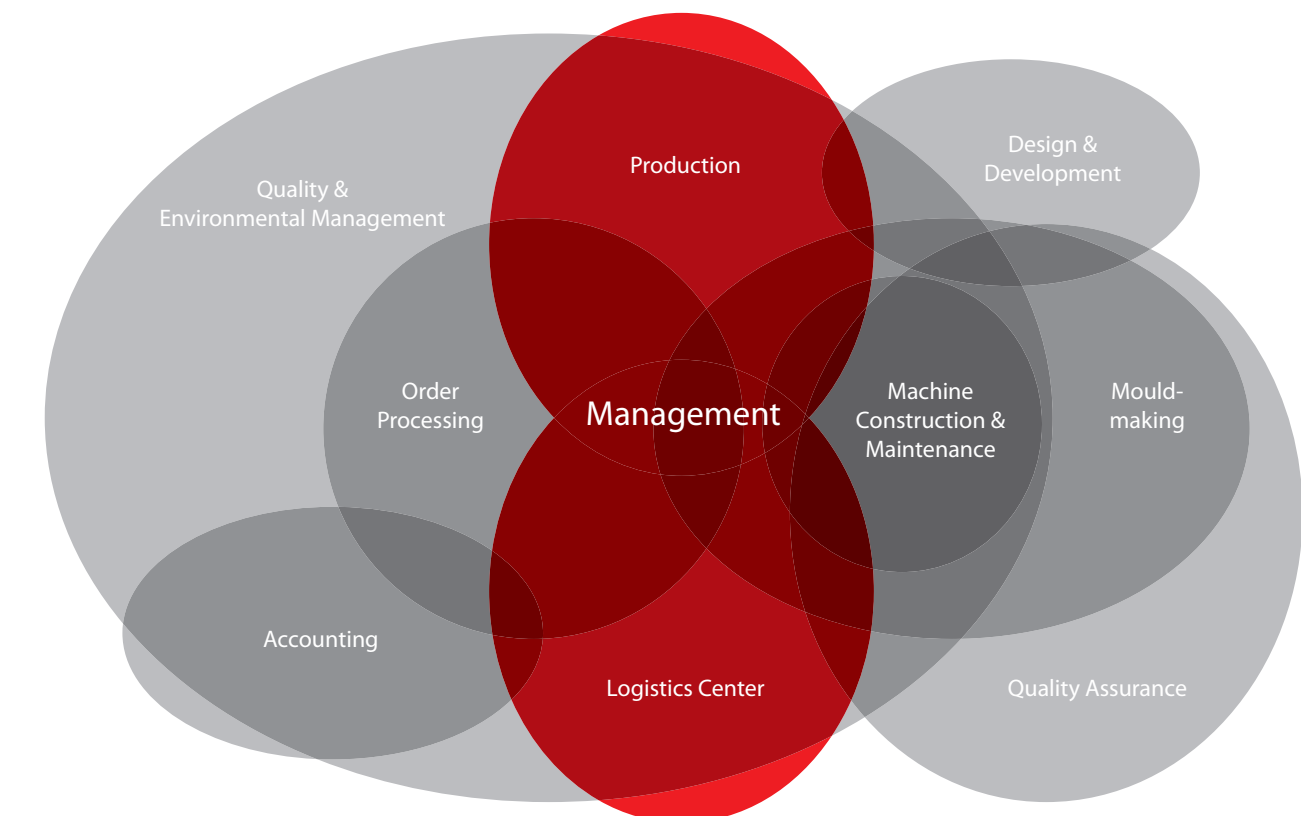 Production
Design &
Development
Quality &
Environmental Management
Order
Processing
Management
Machine
Construction &
Maintenance
Mould-
making
Accounting
Logistics Center
Quality Assurance